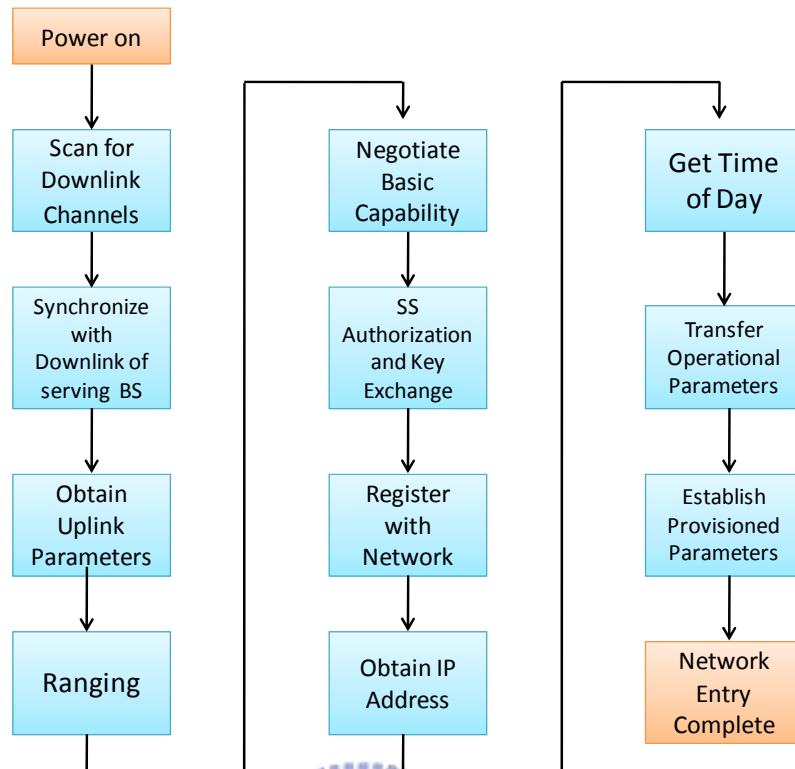 Power on
Scan for
Downlink
Channels
Synchronize
with
Downlink of
serving BS
Obtain
Uplink
Parameters
Ranging
Negotiate
Basic
Capability
SS
Authorization
and Key
Exchange
Register
with
Network
Obtain IP
Address
Get Time
of Day
Transfer
Operational
Parameters
Establish
Provisioned
Parameters
Network
Entry
Complete